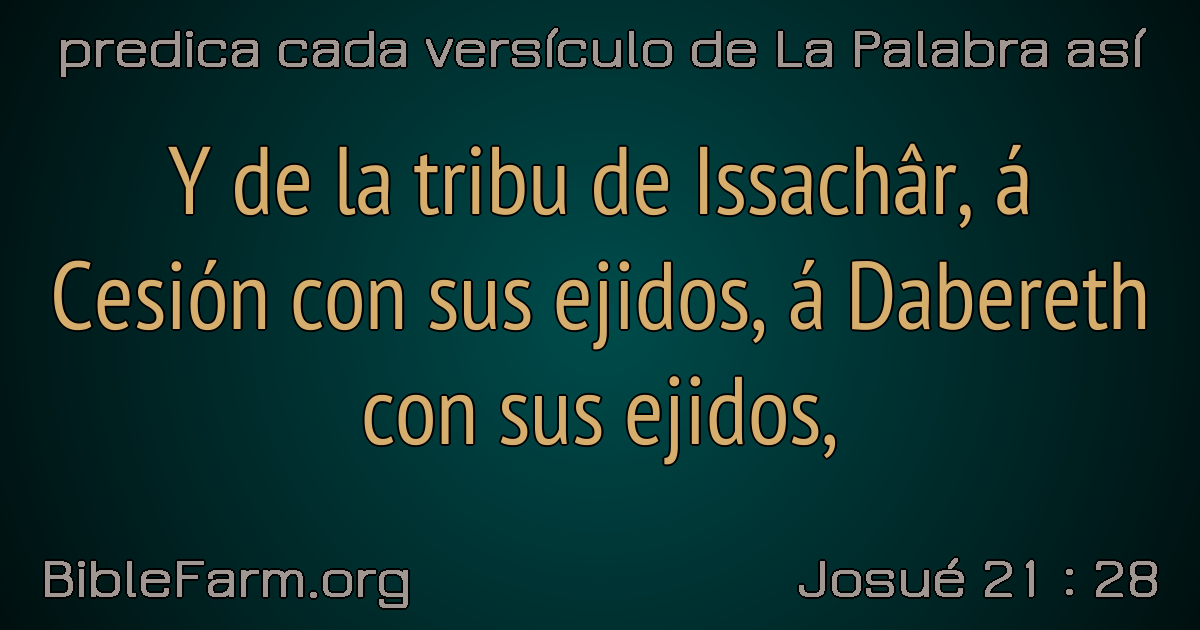 predica cada versículo de La Palabra así
Y de la tribu de Issachâr, á
Cesión con sus ejidos, á Dabereth
con sus ejidos,
BibleFarm.org
Josué 21 : 28